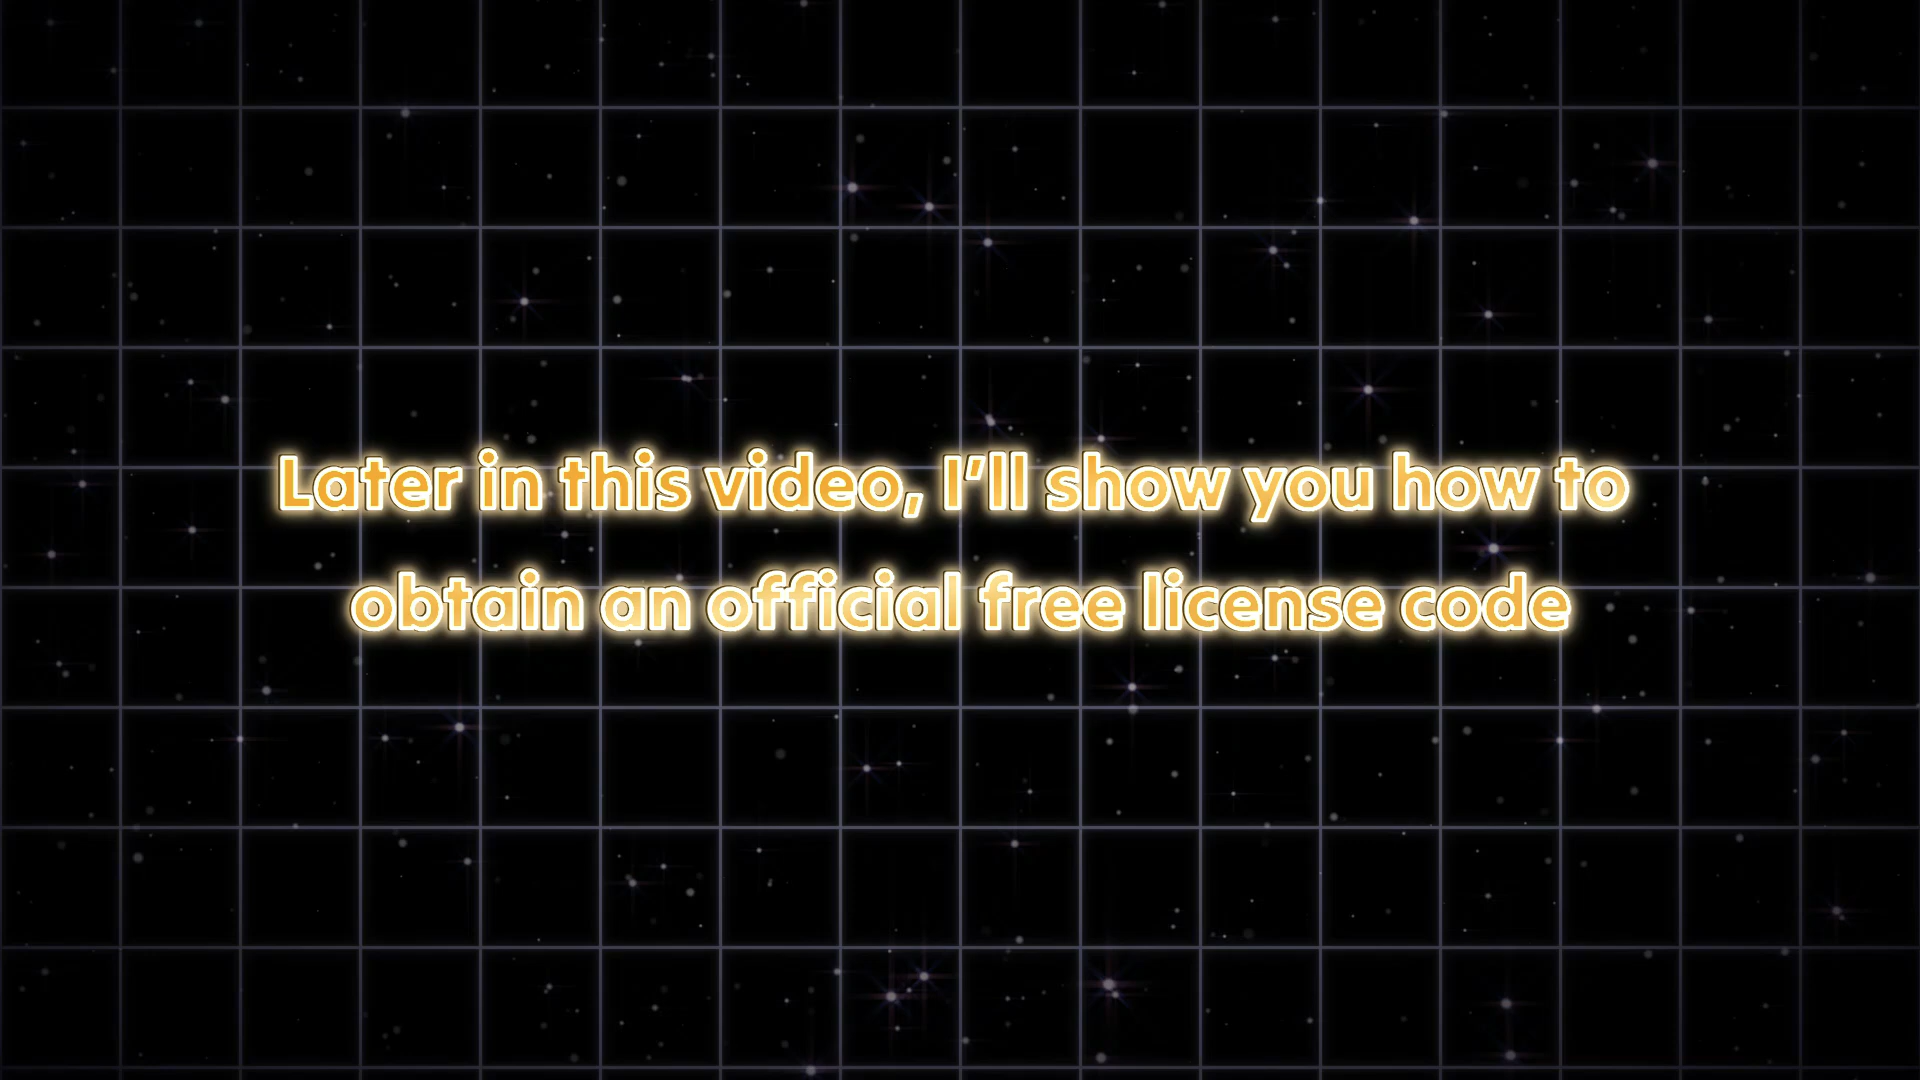 Later in this video, I’ll show you how to
obtain an official free license code